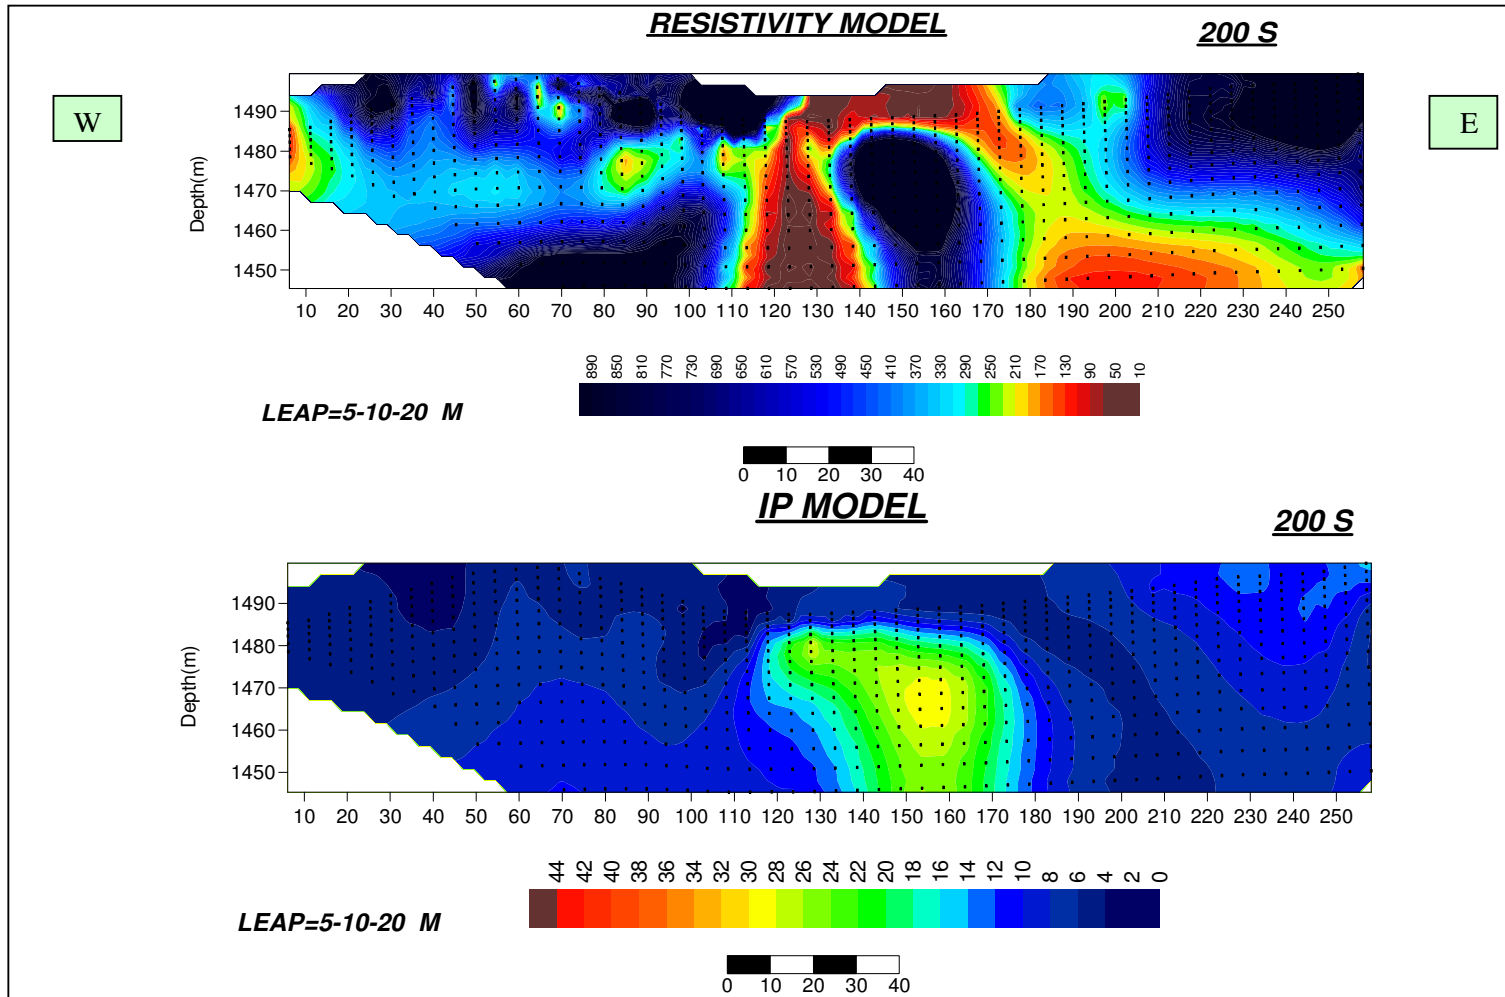 RESISTIVITY MODEL
200 S
W
E
Depth(m)
1490
1480
1470
1460
1450
10 20 30 40 50 60 70 80 90 100 110 120 130 140 150 160 170 180 190 200 210 220 230 240 250
890 850 810 770 730 690 650 610 570 530 490 450 410 370 330 290 250 210 170 130 90 50 10
LEAP=5-10-20 M
0 10 20 30 40
IP MODEL
200 S
Depth(m)
1490
1480
1470
1460
1450
10 20 30 40 50 60 70 80 90 100 110 120 130 140 150 160 170 180 190 200 210 220 230 240 250
44 42 40 38 36 34 32 30 28 26 24 22 20 18 16 14 12 10 8 6 4 2 0
LEAP=5-10-20 M
0 10 20 30 40